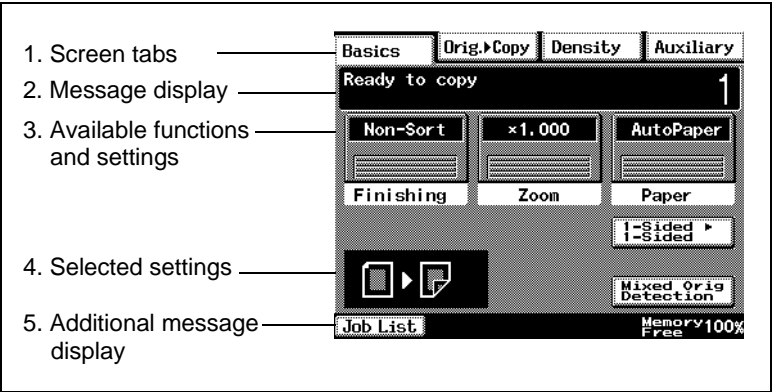 1. Screen tabs
2. Message display
3. Available functions
and settings
4. Selected settings
5. Additional message
display
Basics Orig.▸Copy Density Auxiliary
Ready to copy 1
Non-Sort ×1.000 AutoPaper
Finishing Zoom Paper
1-Sided ▸
1-Sided
Mixed Orig
Detection
Job List Memory
Free 100%